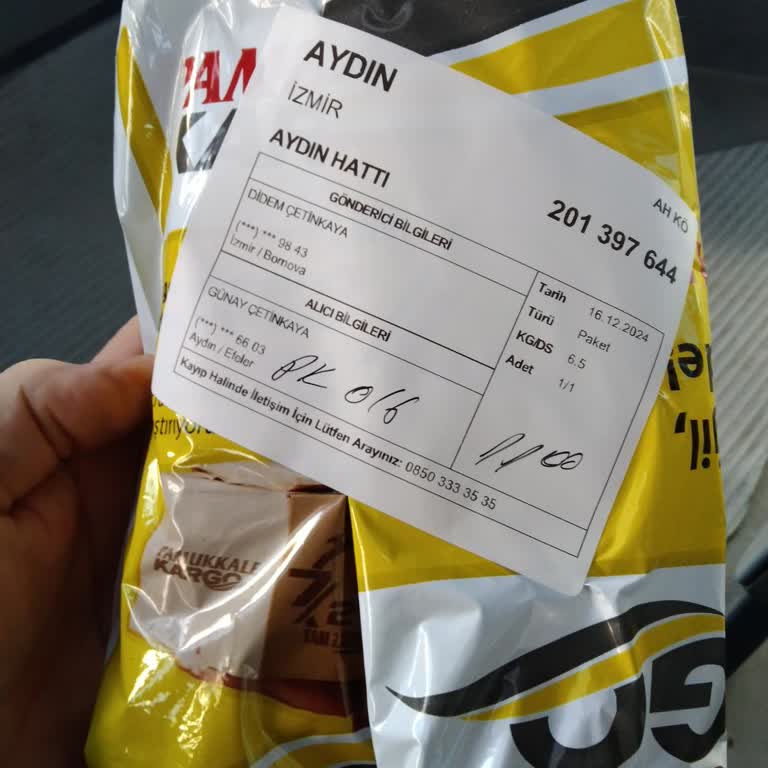 AYDIN
İZMİR
AYDIN HATTI
AH KÖ
201 397 644
GÖNDERİCİ BİLGİLERİ
DİDEM ÇETİNKAYA
(***) *** 98 43
İzmir / Bornova
ALICI BİLGİLERİ
GÜNAY ÇETİNKAYA
(***) *** 66 03
Aydın / Efeler
Tarih 16.12.2024
Türü Paket
KG/DS 6.5
Adet 1/1
Kayıp Halinde İletişim İçin Lütfen Arayınız: 0850 333 35 35
PAMUKKALE
KARGO